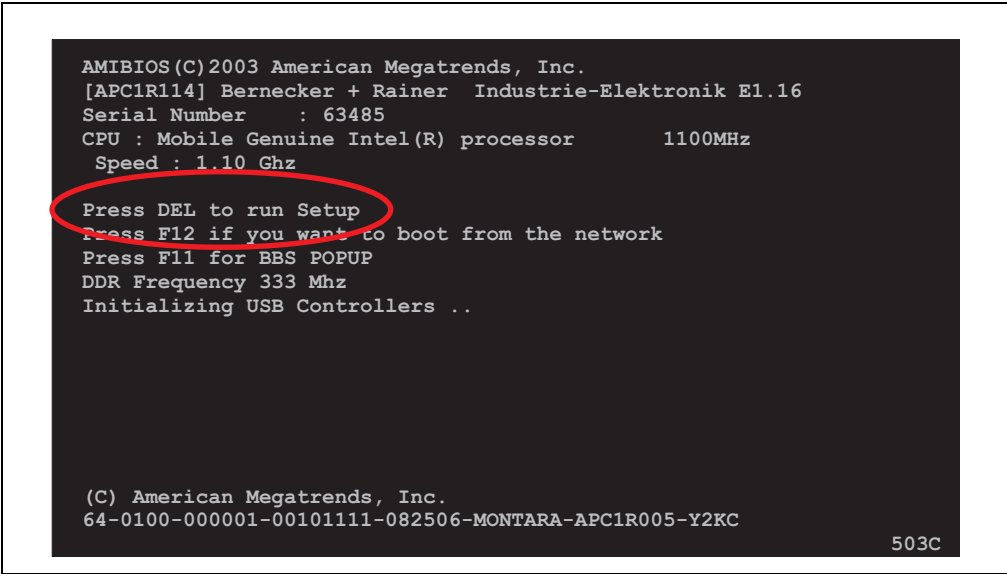 AMIBIOS(C)2003 American Megatrends, Inc.
[APC1R114] Bernecker + Rainer  Industrie-Elektronik E1.16
Serial Number    : 63485
CPU : Mobile Genuine Intel(R) processor       1100MHz
 Speed : 1.10 Ghz
Press DEL to run Setup
Press F12 if you want to boot from the network
Press F11 for BBS POPUP
DDR Frequency 333 Mhz
Initializing USB Controllers ..
(C) American Megatrends, Inc.
64-0100-000001-00101111-082506-MONTARA-APC1R005-Y2KC
503C